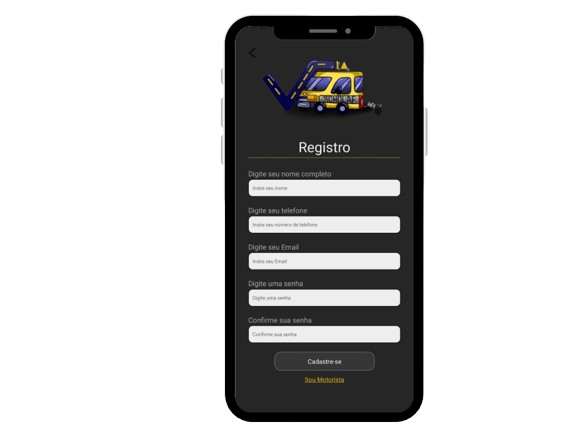 ESCHOLAR
Registro
Digite seu nome completo
Insira seu nome
Digite seu telefone
Insira seu número de telefone
Digite seu Email
Insira seu Email
Digite uma senha
Digite uma senha
Confirme sua senha
Confirme sua senha
Cadastre-se
Sou Motorista